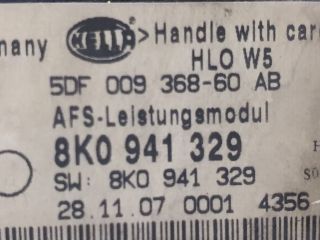 many HELLA > Handle with care
HLO W5
5DF 009 368-60 AB
AFS-Leistungsmodul
8K0 941 329
SW: 8K0 941 329
28.11.07 0001 4356